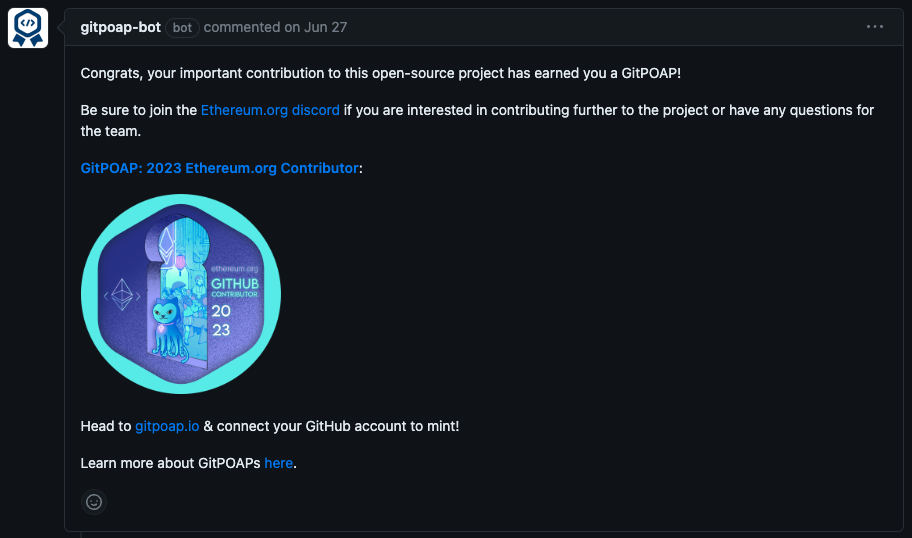 gitpoap-bot bot commented on Jun 27
Congrats, your important contribution to this open-source project has earned you a GitPOAP!
Be sure to join the Ethereum.org discord if you are interested in contributing further to the project or have any questions for
the team.
GitPOAP: 2023 Ethereum.org Contributor:
ethereum.org
GITHUB
CONTRIBUTOR
20
23
Head to gitpoap.io & connect your GitHub account to mint!
Learn more about GitPOAPs here.